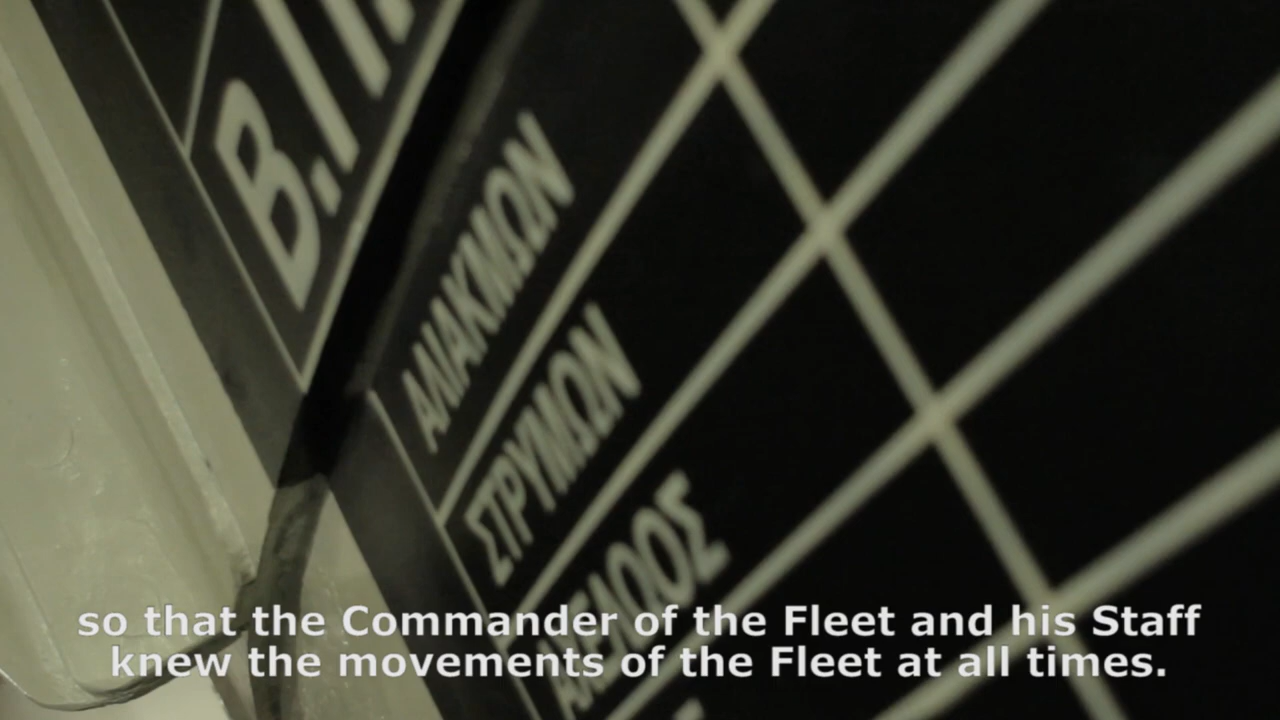 ΑΛΙΑΚΜΩΝ
ΣΤΡΥΜΩΝ
ΑΧΕΛΩΟΣ
so that the Commander of the Fleet and his Staff
knew the movements of the Fleet at all times.